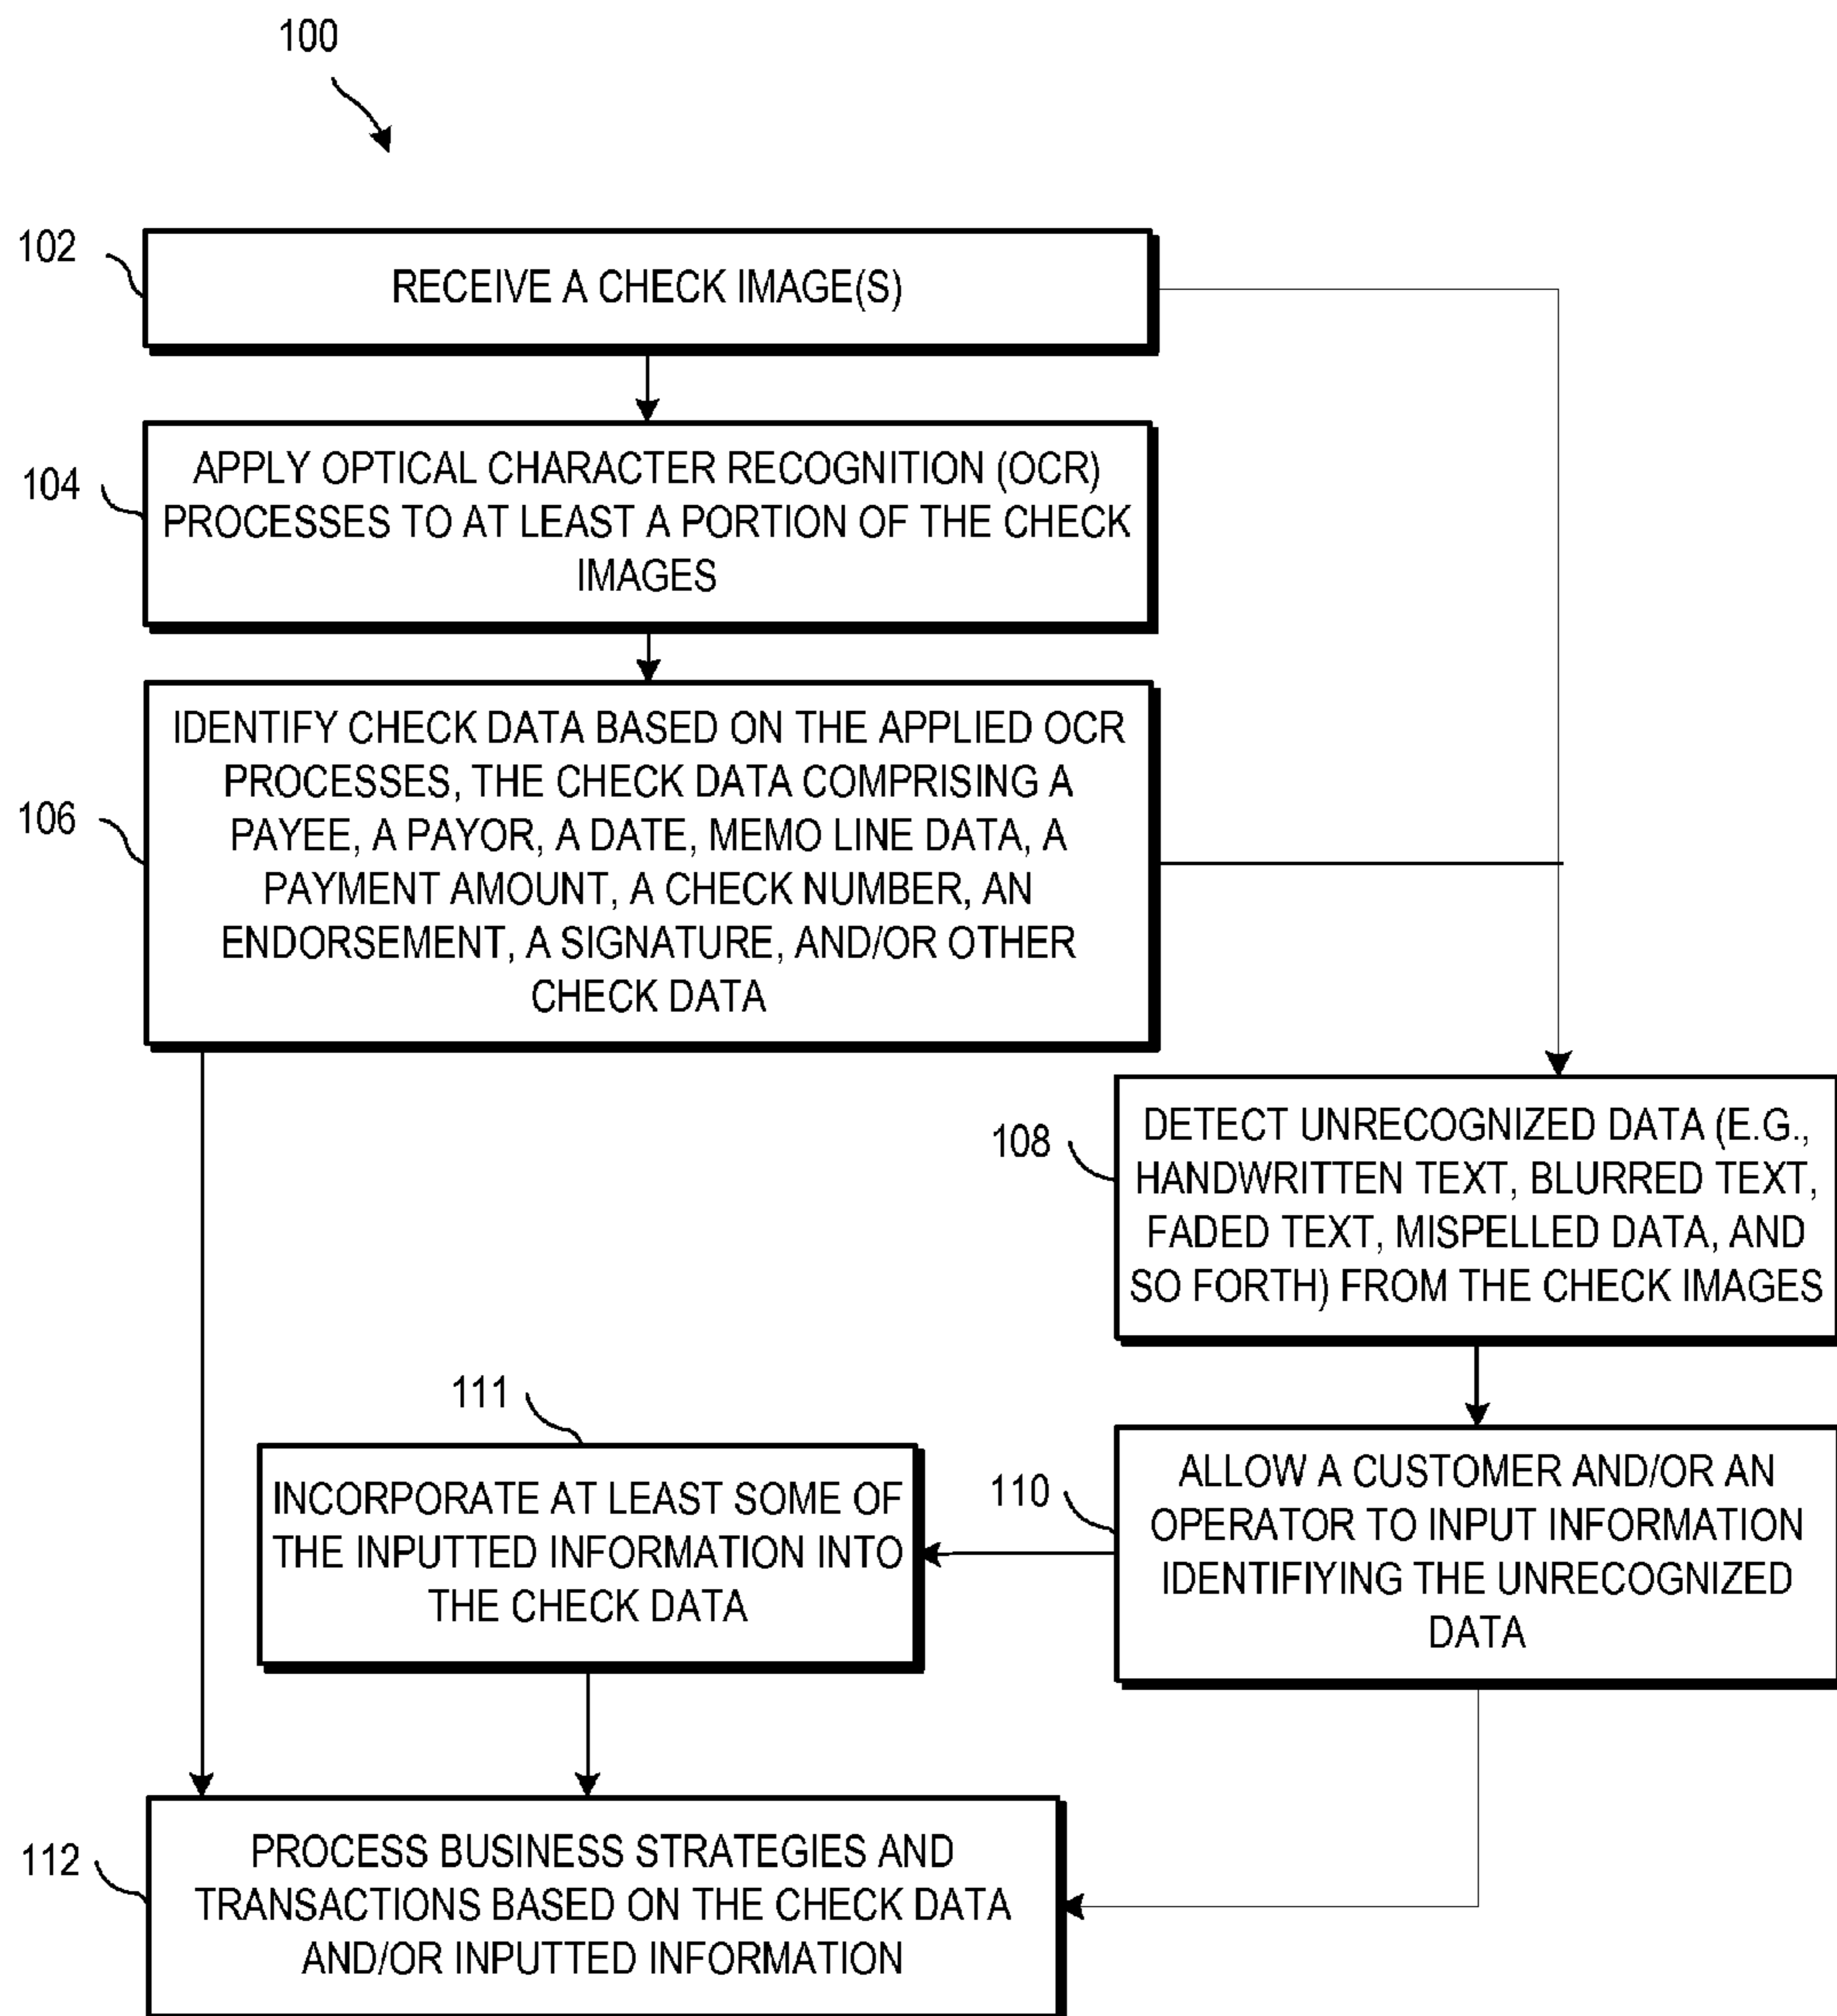 100
102
RECEIVE A CHECK IMAGE(S)
104
APPLY OPTICAL CHARACTER RECOGNITION (OCR)
PROCESSES TO AT LEAST A PORTION OF THE CHECK
IMAGES
106
IDENTIFY CHECK DATA BASED ON THE APPLIED OCR
PROCESSES, THE CHECK DATA COMPRISING A
PAYEE, A PAYOR, A DATE, MEMO LINE DATA, A
PAYMENT AMOUNT, A CHECK NUMBER, AN
ENDORSEMENT, A SIGNATURE, AND/OR OTHER
CHECK DATA
108
DETECT UNRECOGNIZED DATA (E.G.,
HANDWRITTEN TEXT, BLURRED TEXT,
FADED TEXT, MISPELLED DATA, AND
SO FORTH) FROM THE CHECK IMAGES
110
ALLOW A CUSTOMER AND/OR AN
OPERATOR TO INPUT INFORMATION
IDENTIFIYING THE UNRECOGNIZED
DATA
111
INCORPORATE AT LEAST SOME OF
THE INPUTTED INFORMATION INTO
THE CHECK DATA
112
PROCESS BUSINESS STRATEGIES AND
TRANSACTIONS BASED ON THE CHECK DATA
AND/OR INPUTTED INFORMATION